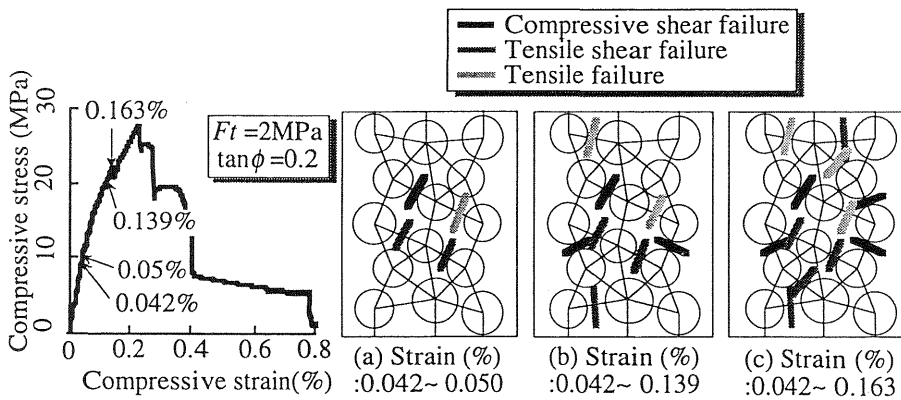 Compressive shear failure
Tensile shear failure
Tensile failure
Compressive stress (MPa)
30
20
10
0
0.163%
0.139%
0.05%
0.042%
0
0.2
0.4
0.6
0.8
Compressive strain(%)
Ft =2MPa
tanϕ =0.2
(a) Strain (%)
:0.042~ 0.050
(b) Strain (%)
:0.042~ 0.139
(c) Strain (%)
:0.042~ 0.163